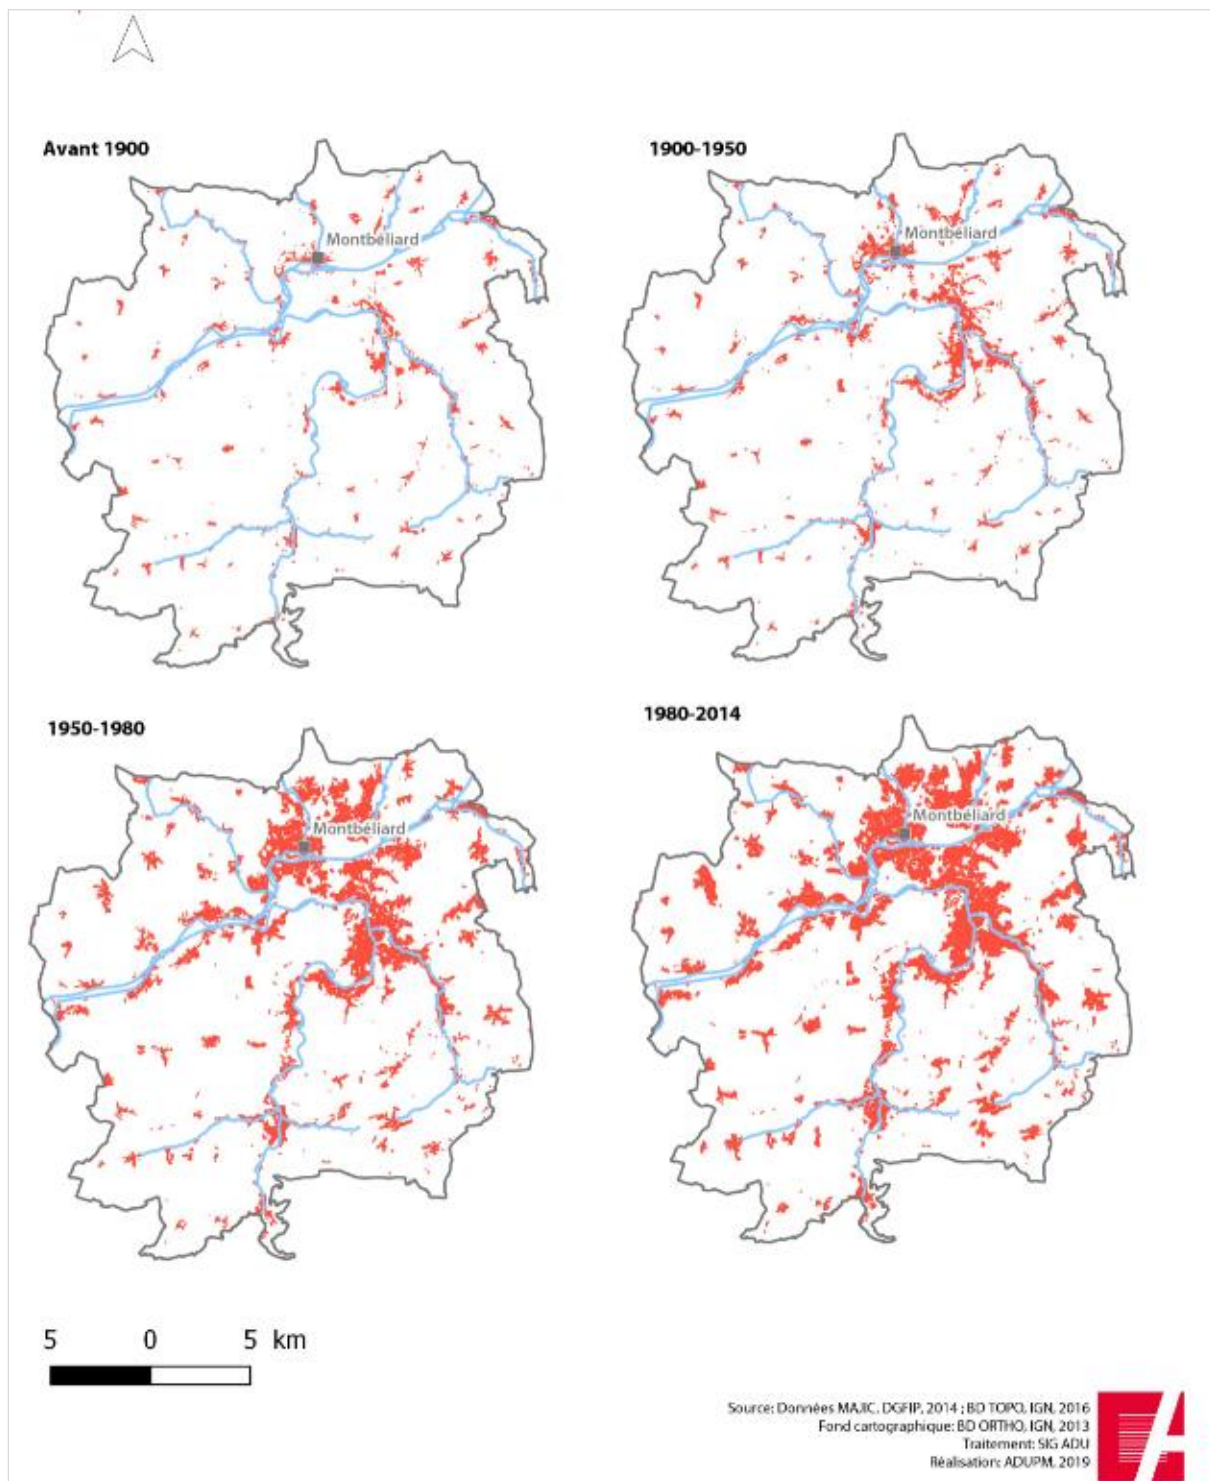 Avant 1900
1900-1950
Montbéliard
Montbéliard
1950-1980
1980-2014
Montbéliard
Montbéliard
5 0 5 km
Source: Données MAJIC. DGFIP, 2014 ; BD TOPO, IGN, 2016
Fond cartographique: BD ORTHO, IGN, 2013
Traitement: SIG ADU
Réalisation: ADUPM, 2019